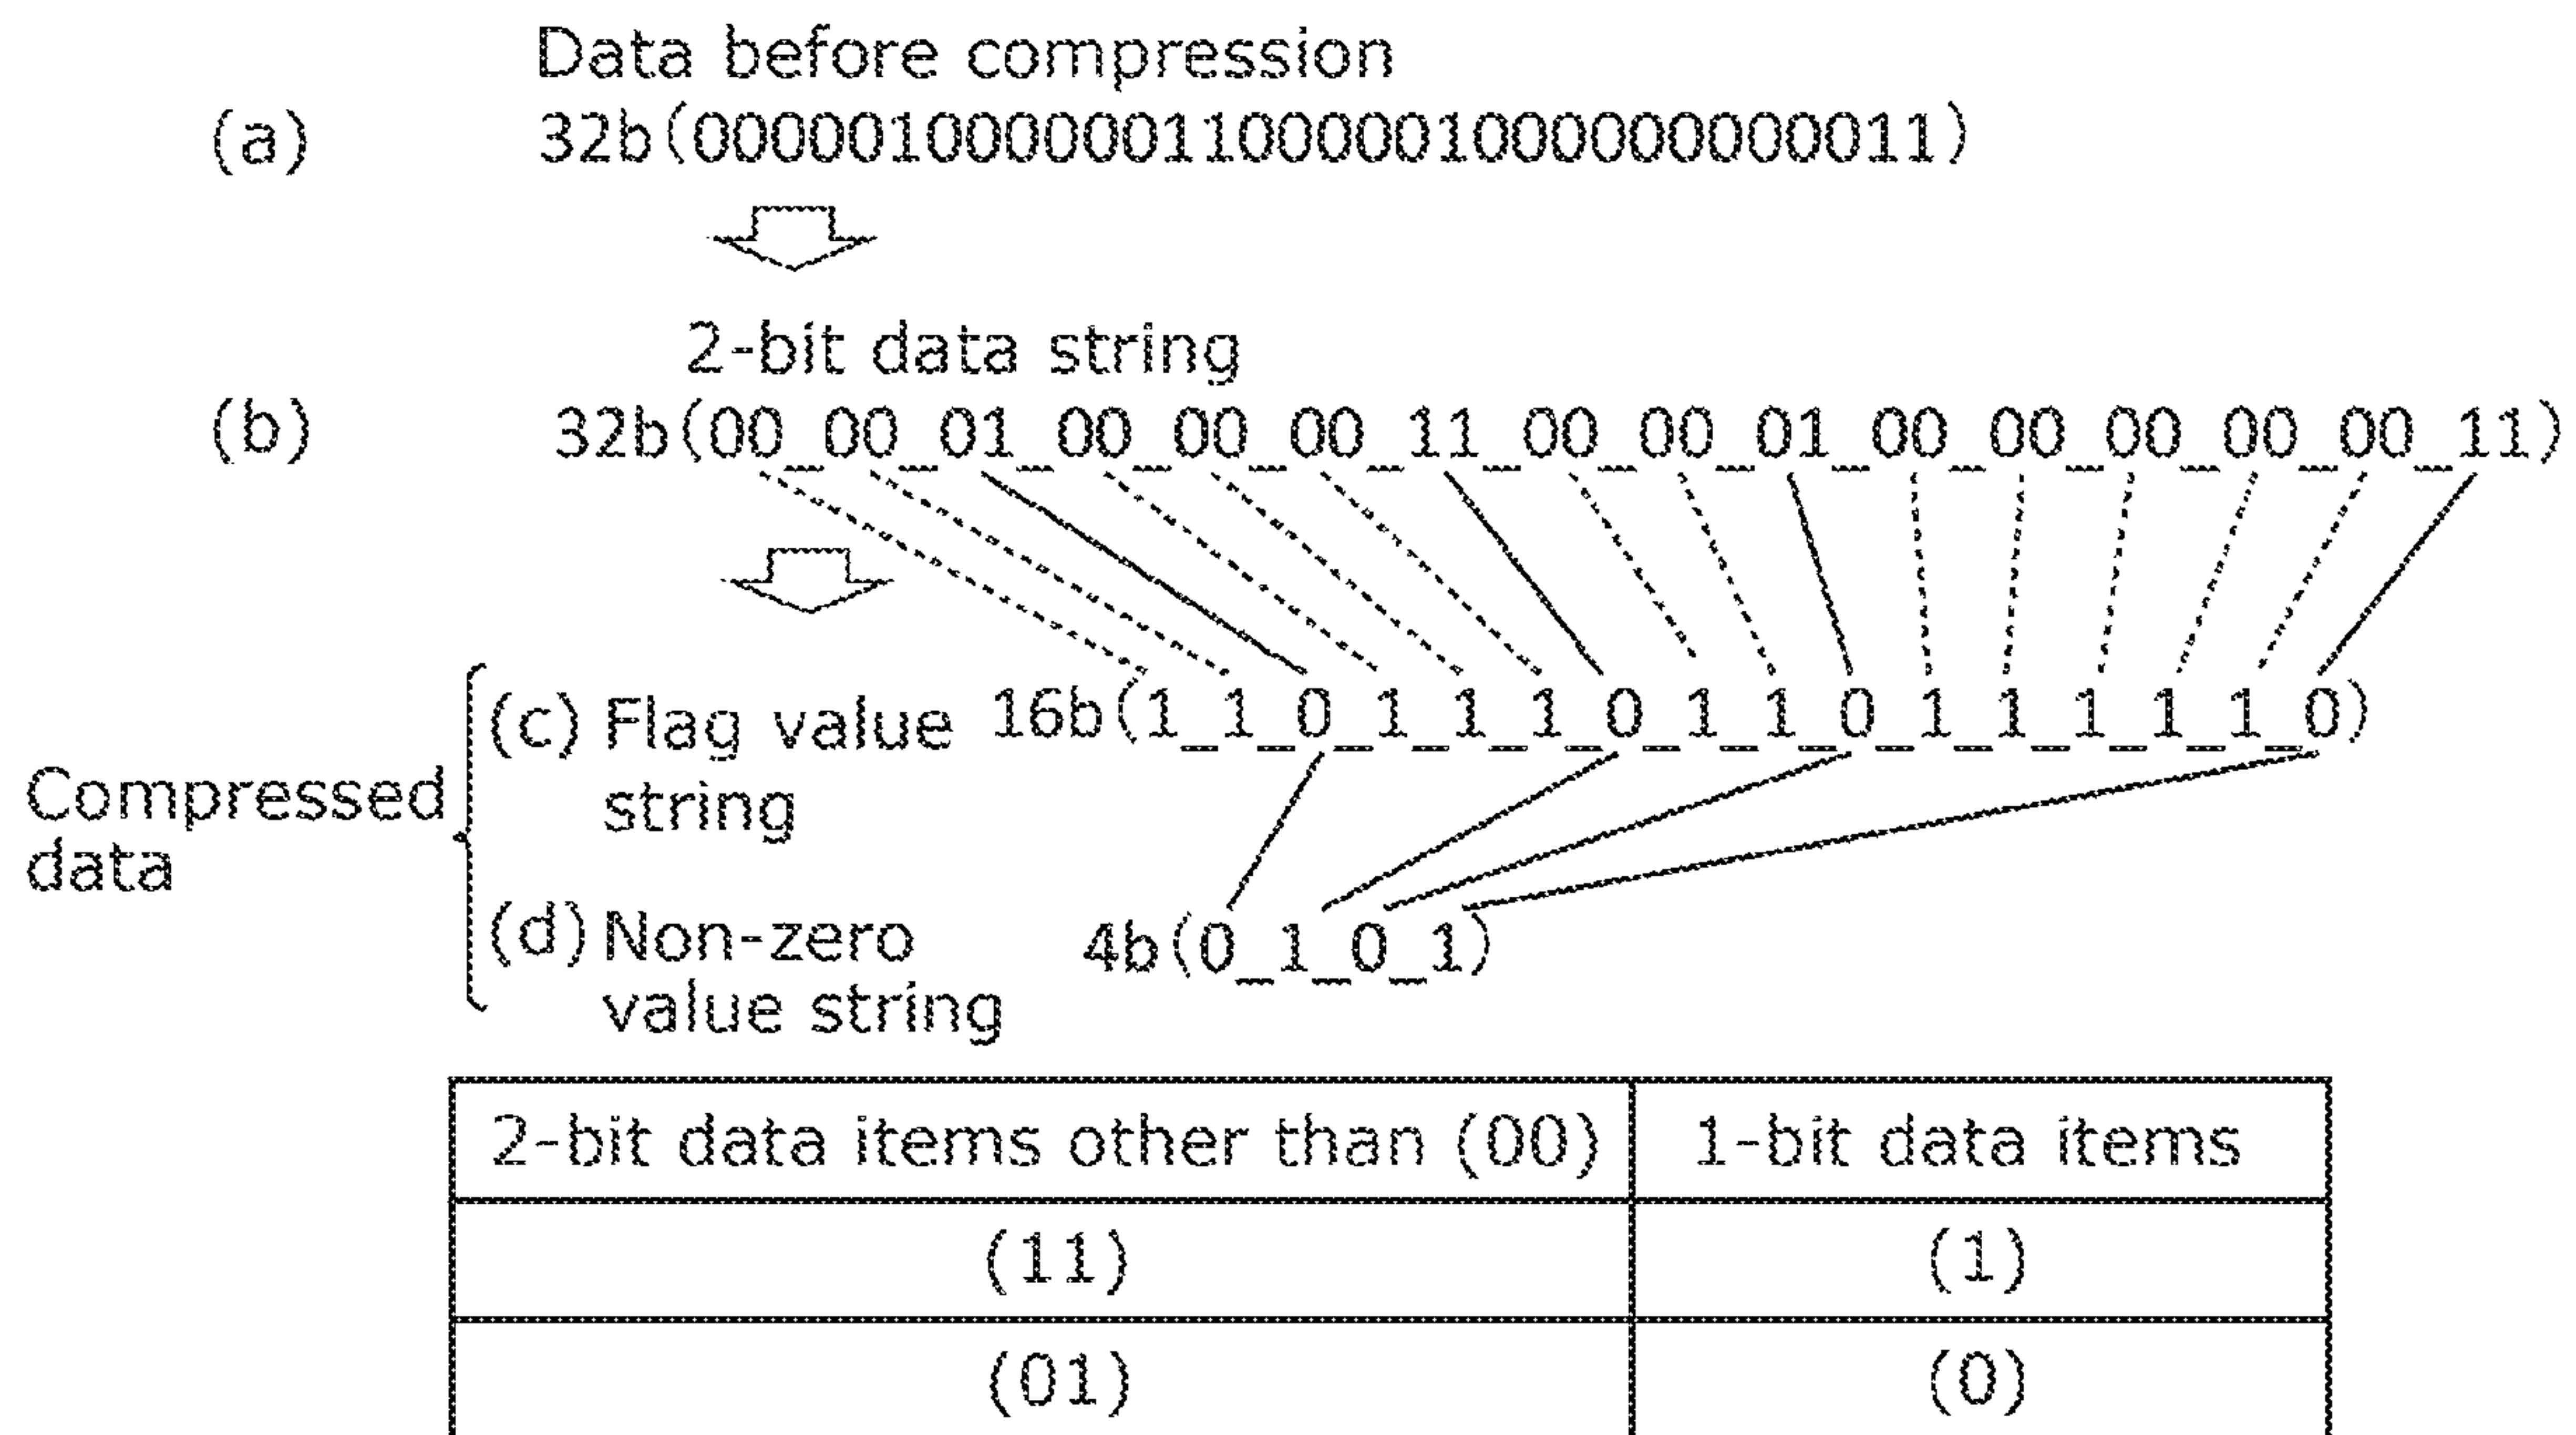 Data before compression
(a) 32b(00000100000011000001000000000011)
2-bit data string
(b) 32b(00_00_01_00_00_00_11_00_00_01_00_00_00_00_00_11)
(c) Flag value string 16b(1_1_0_1_1_1_0_1_1_0_1_1_1_1_1_0)
Compressed data
(d) Non-zero value string 4b(0_1_0_1)
2-bit data items other than (00) 1-bit data items
(11) (1)
(01) (0)